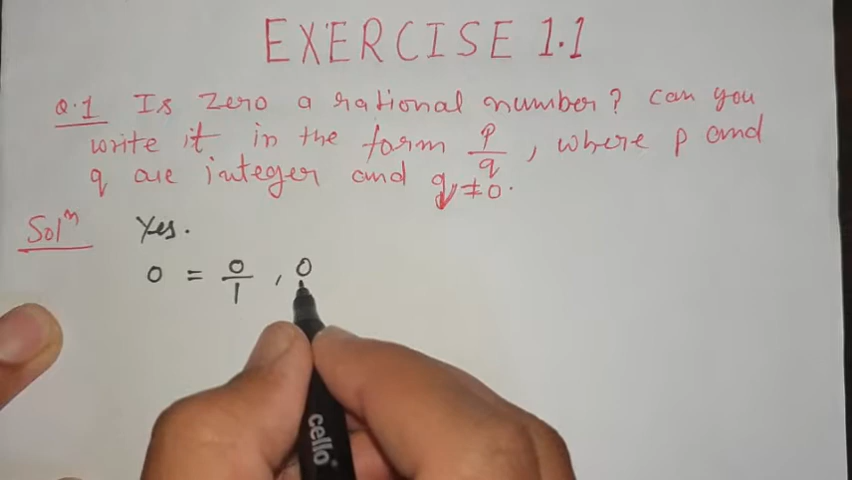 EXERCISE 1.1
Q.1 Is zero a rational number? can you
write it in the form p/q, where p and
q are integer and q≠0.
Solⁿ Yes.
0 = 0/1, 0
cello